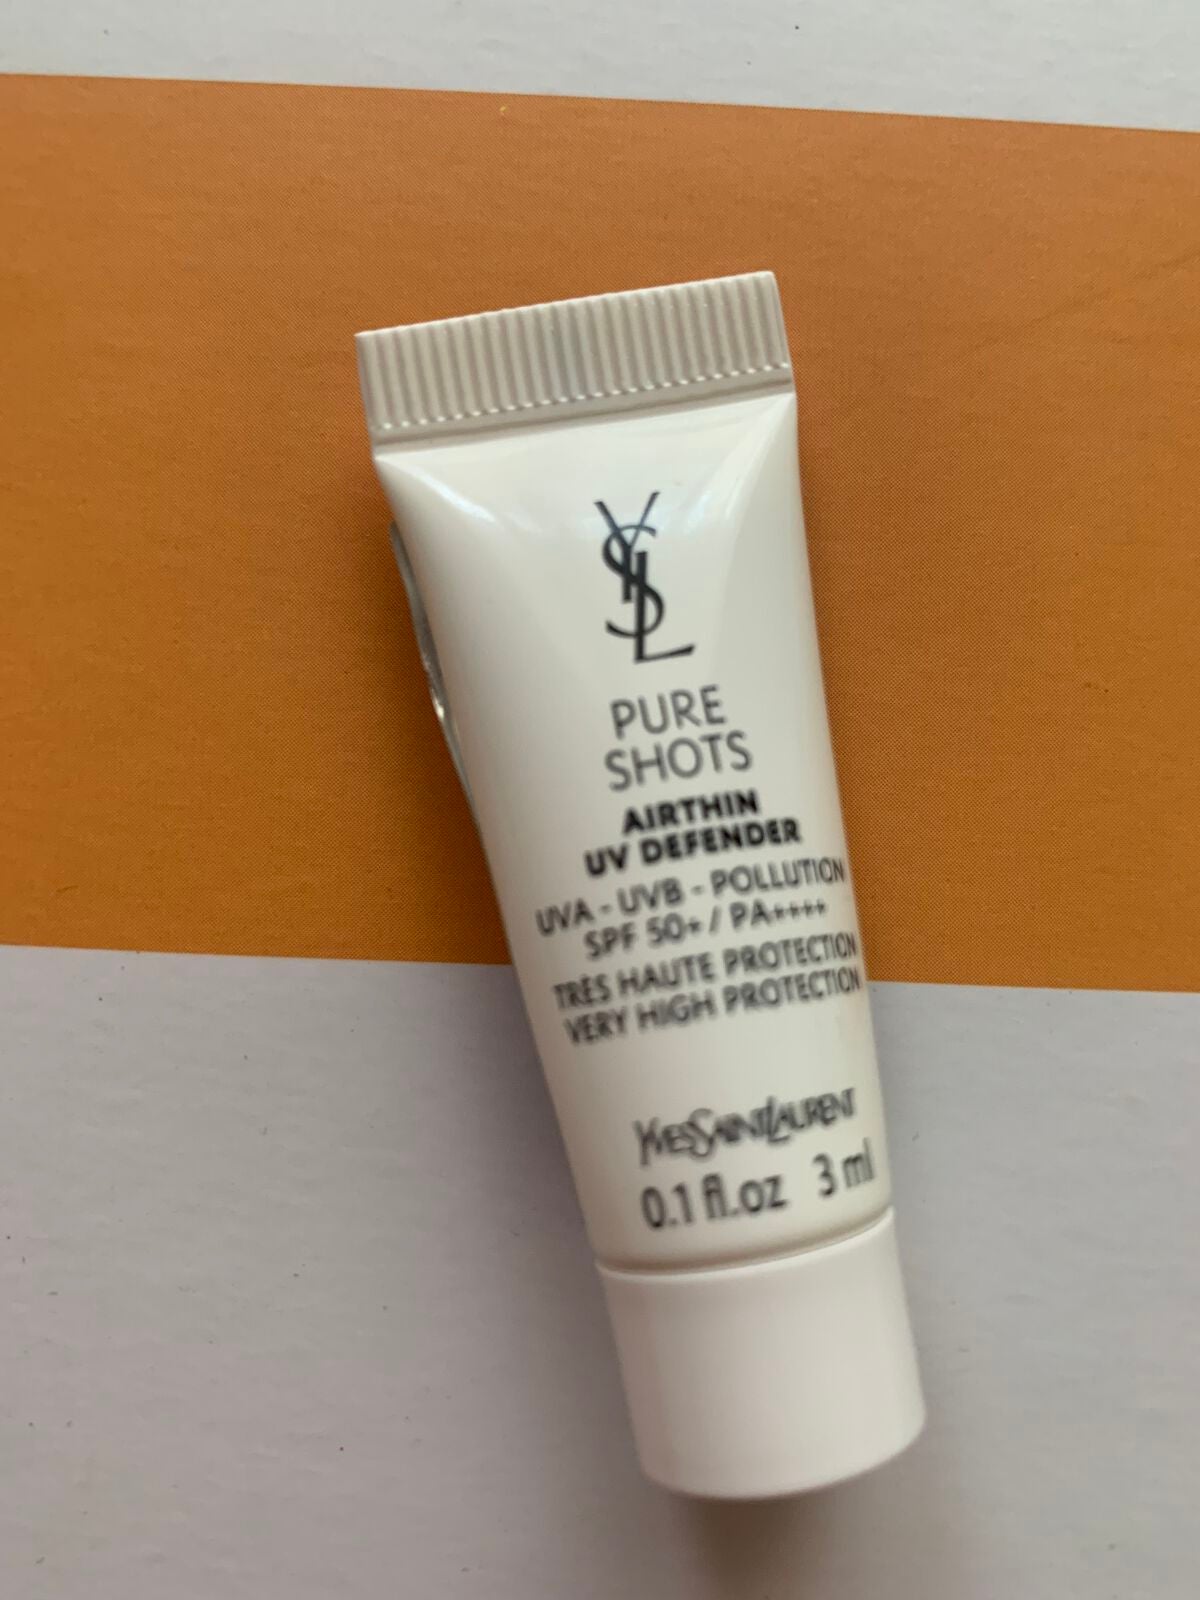 YSL
PURE
SHOTS
AIRTHIN
UV DEFENDER
UVA - UVB - POLLUTION
SPF 50+ / PA++++
TRÈS HAUTE PROTECTION
VERY HIGH PROTECTION
YVESSAINTLAURENT
0.1 fl.oz 3 ml